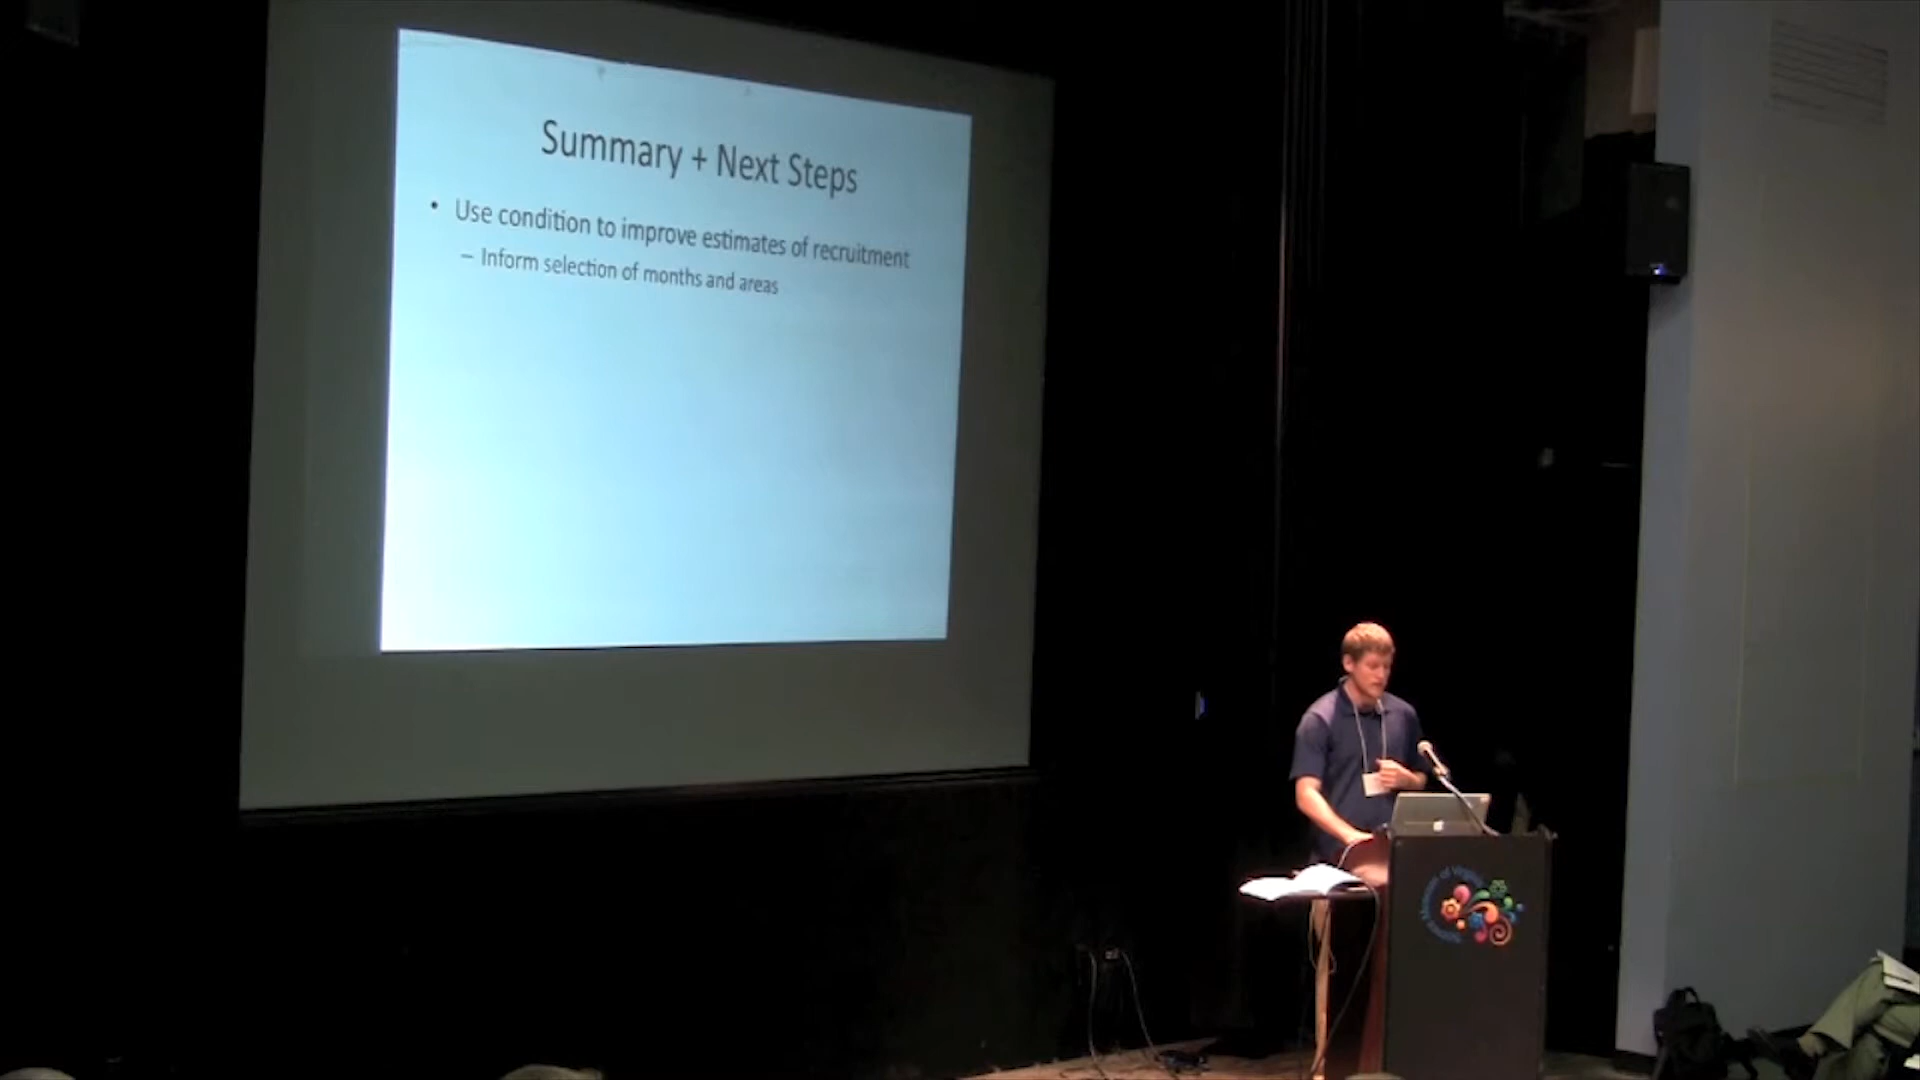 Summary + Next Steps
• Use condition to improve estimates of recruitment
– Inform selection of months and areas